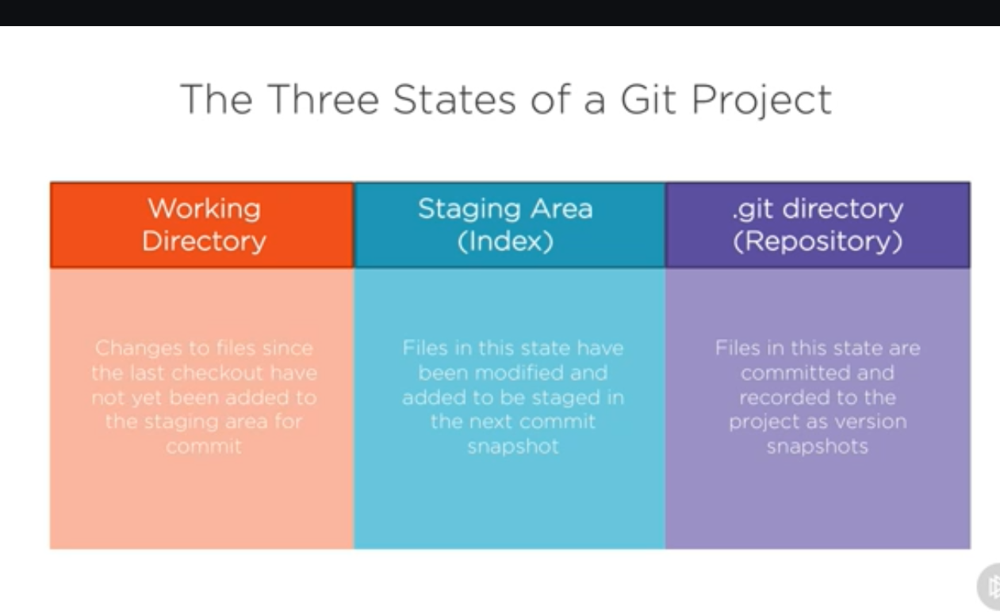 The Three States of a Git Project
Working
Directory
Changes to files since
the last checkout have
not yet been added to
the staging area for
commit
Staging Area
(Index)
Files in this state have
been modified and
added to be staged in
the next commit
snapshot
.git directory
(Repository)
Files in this state are
committed and
recorded to the
project as version
snapshots